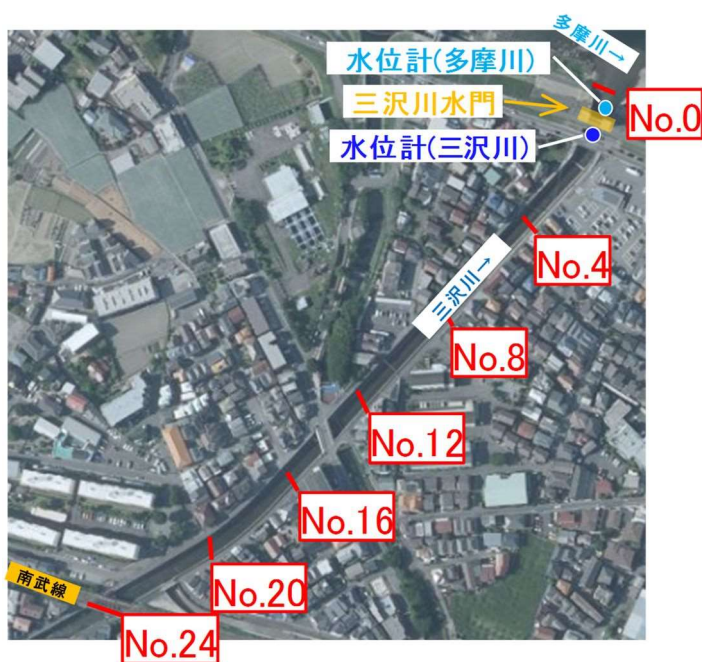 多摩川→
水位計(多摩川)
三沢川水門
No.0
水位計(三沢川)
No.4
三沢川→
No.8
No.12
No.16
No.20
南武線
No.24